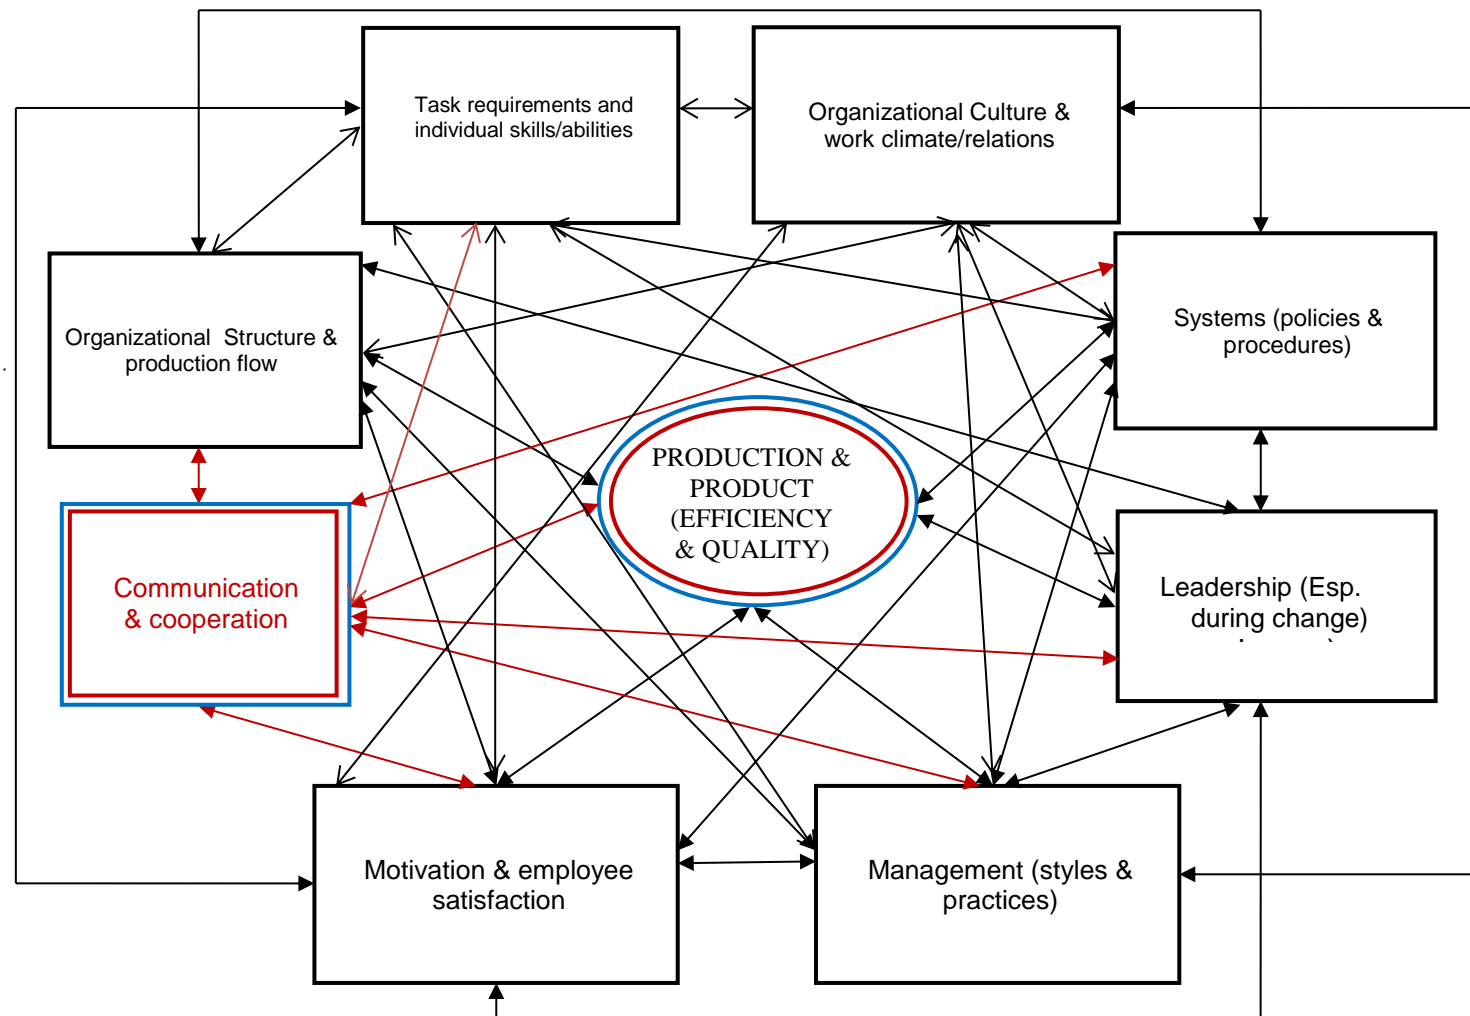 Task requirements and
individual skills/abilities
Organizational Culture &
work climate/relations
Organizational Structure &
production flow
Systems (policies &
procedures)
PRODUCTION &
PRODUCT
(EFFICIENCY
& QUALITY)
Communication
& cooperation
Leadership (Esp.
during change)
Motivation & employee
satisfaction
Management (styles &
practices)